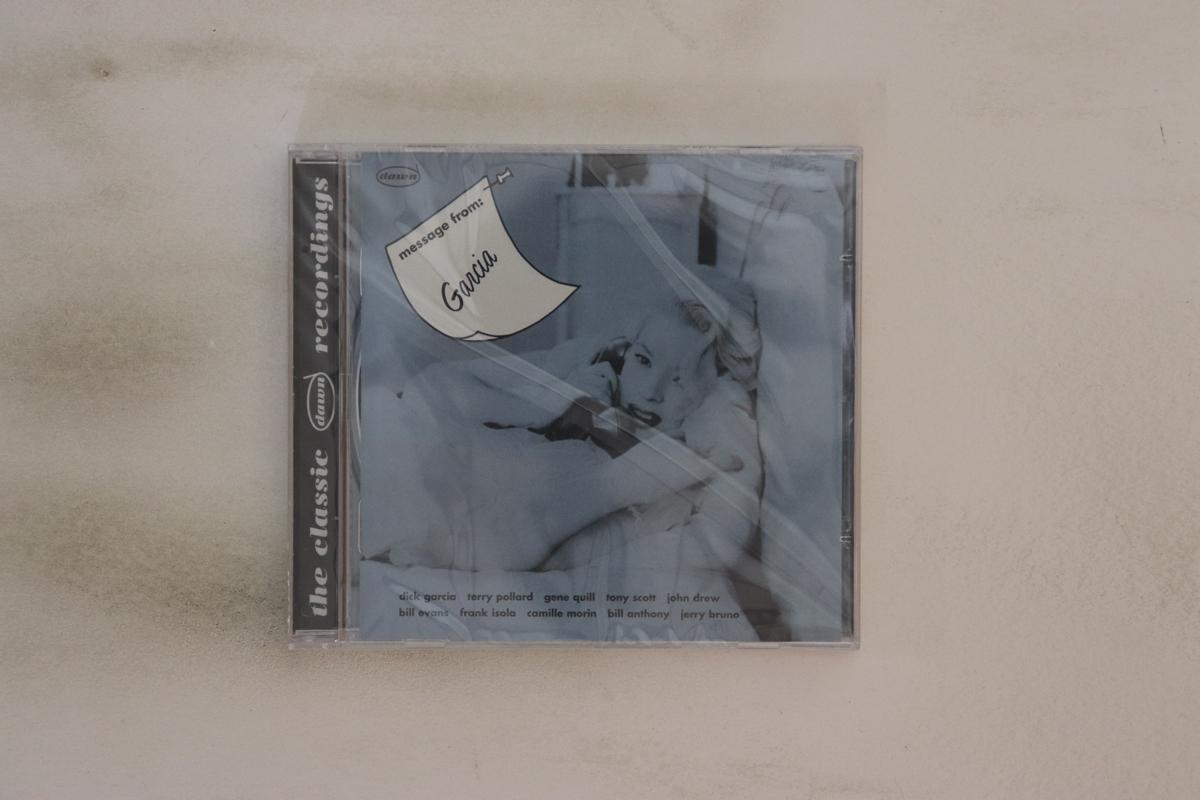 the classic dawn recordings
dawn
message from:
Garcia
dick garcia terry pollard gene quill tony scott john drew
bill evans frank isola camille morin bill anthony jerry bruno